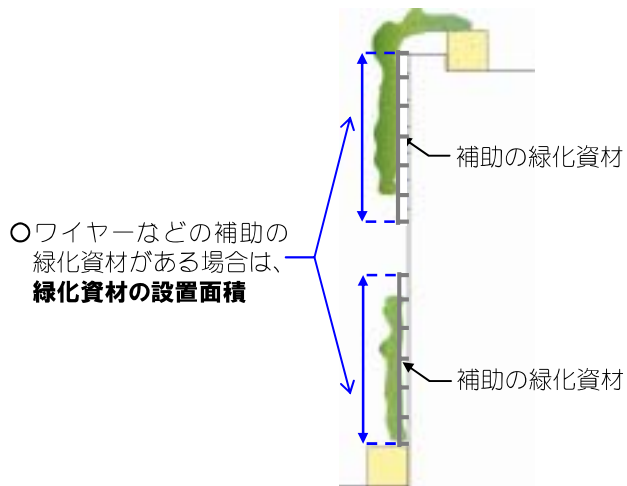 補助の緑化資材
○ワイヤーなどの補助の
緑化資材がある場合は、
緑化資材の設置面積
補助の緑化資材